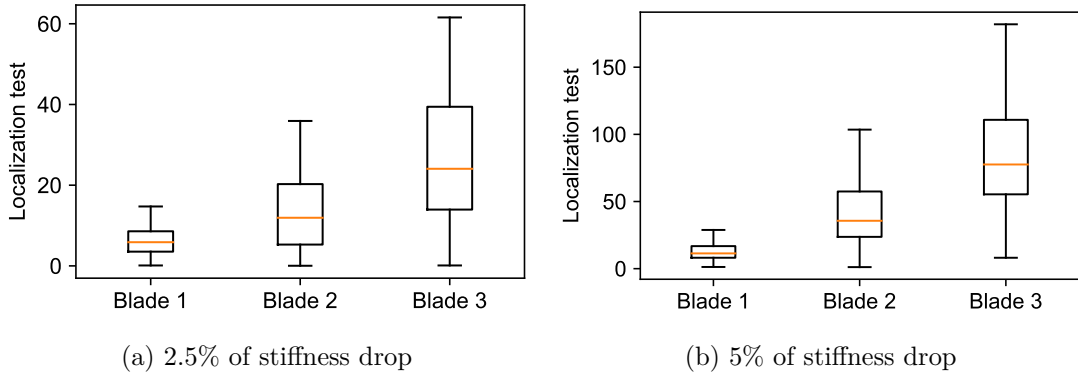 Localization test
60
40
20
0
Blade 1 Blade 2 Blade 3
(a) 2.5% of stiffness drop
Localization test
150
100
50
0
Blade 1 Blade 2 Blade 3
(b) 5% of stiffness drop